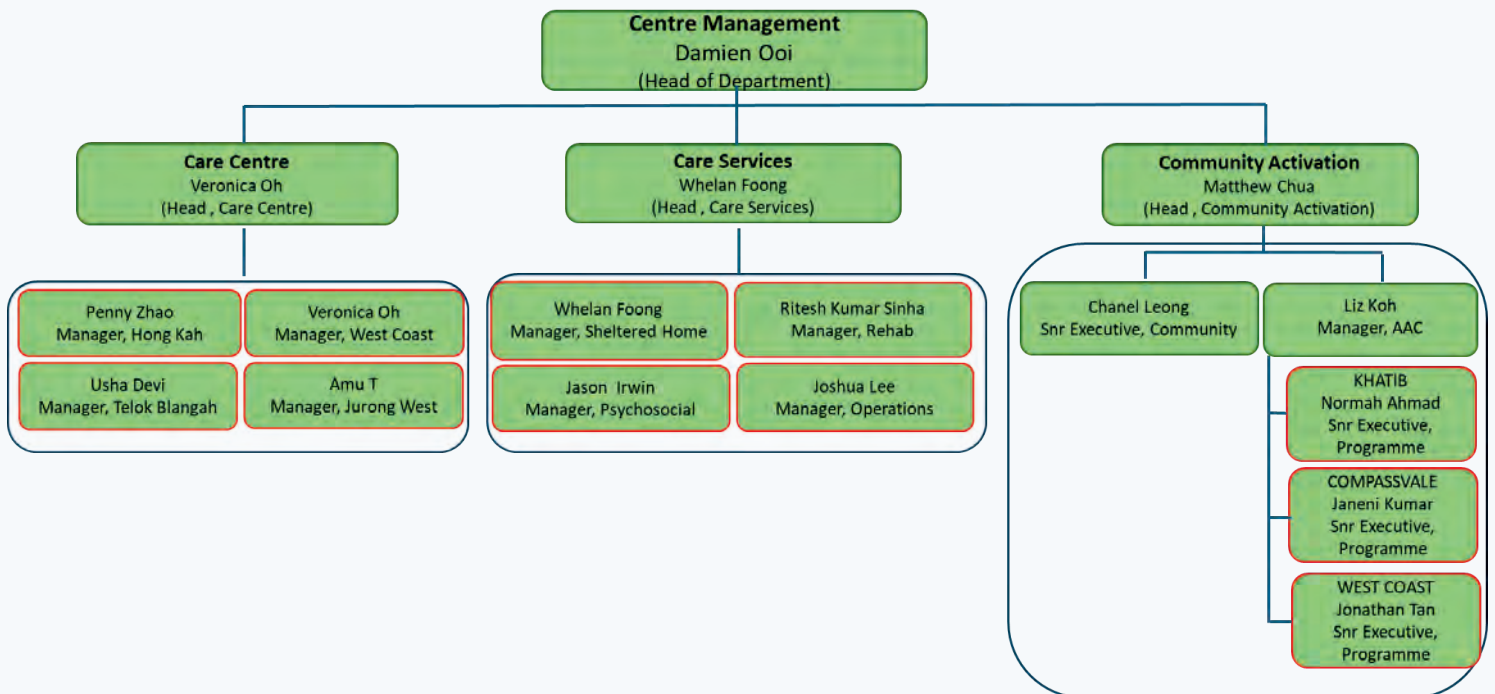 Centre Management
Damien Ooi
(Head of Department)
Care Centre
Veronica Oh
(Head , Care Centre)
Care Services
Whelan Foong
(Head , Care Services)
Community Activation
Matthew Chua
(Head , Community Activation)
Penny Zhao
Manager, Hong Kah
Veronica Oh
Manager, West Coast
Usha Devi
Manager, Telok Blangah
Amu T
Manager, Jurong West
Whelan Foong
Manager, Sheltered Home
Ritesh Kumar Sinha
Manager, Rehab
Jason Irwin
Manager, Psychosocial
Joshua Lee
Manager, Operations
Chanel Leong
Snr Executive, Community
Liz Koh
Manager, AAC
KHATIB
Normah Ahmad
Snr Executive,
Programme
COMPASSVALE
Janeni Kumar
Snr Executive,
Programme
WEST COAST
Jonathan Tan
Snr Executive,
Programme